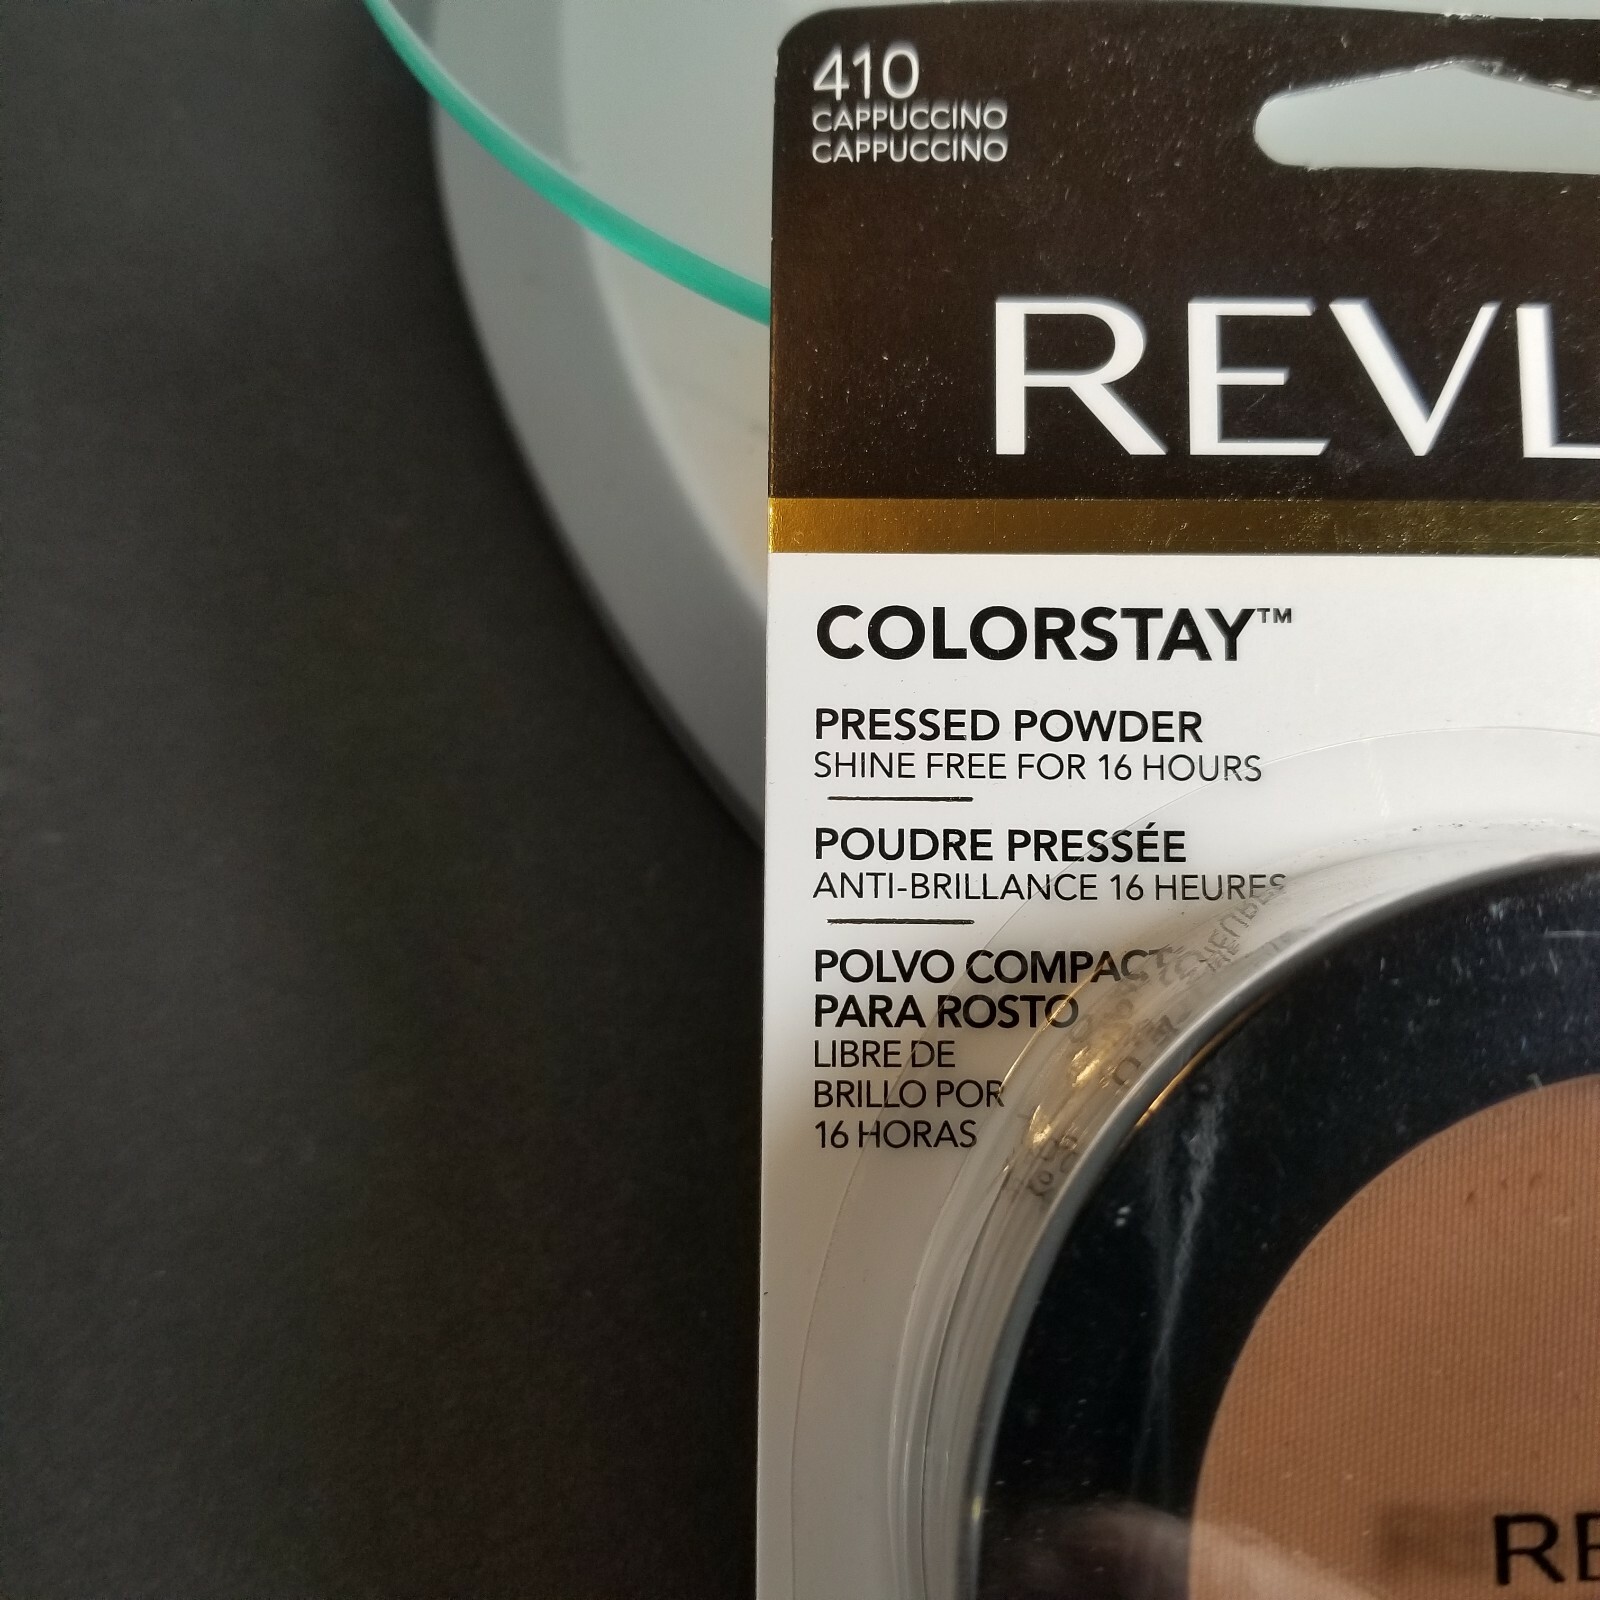 410
CAPPUCCINO
CAPPUCCINO
REVL
COLORSTAY™
PRESSED POWDER
SHINE FREE FOR 16 HOURS
POUDRE PRESSÉE
ANTI-BRILLANCE 16 HEURES
POLVO COMPACT
PARA ROSTO
LIBRE DE
BRILLO POR
16 HORAS
RE